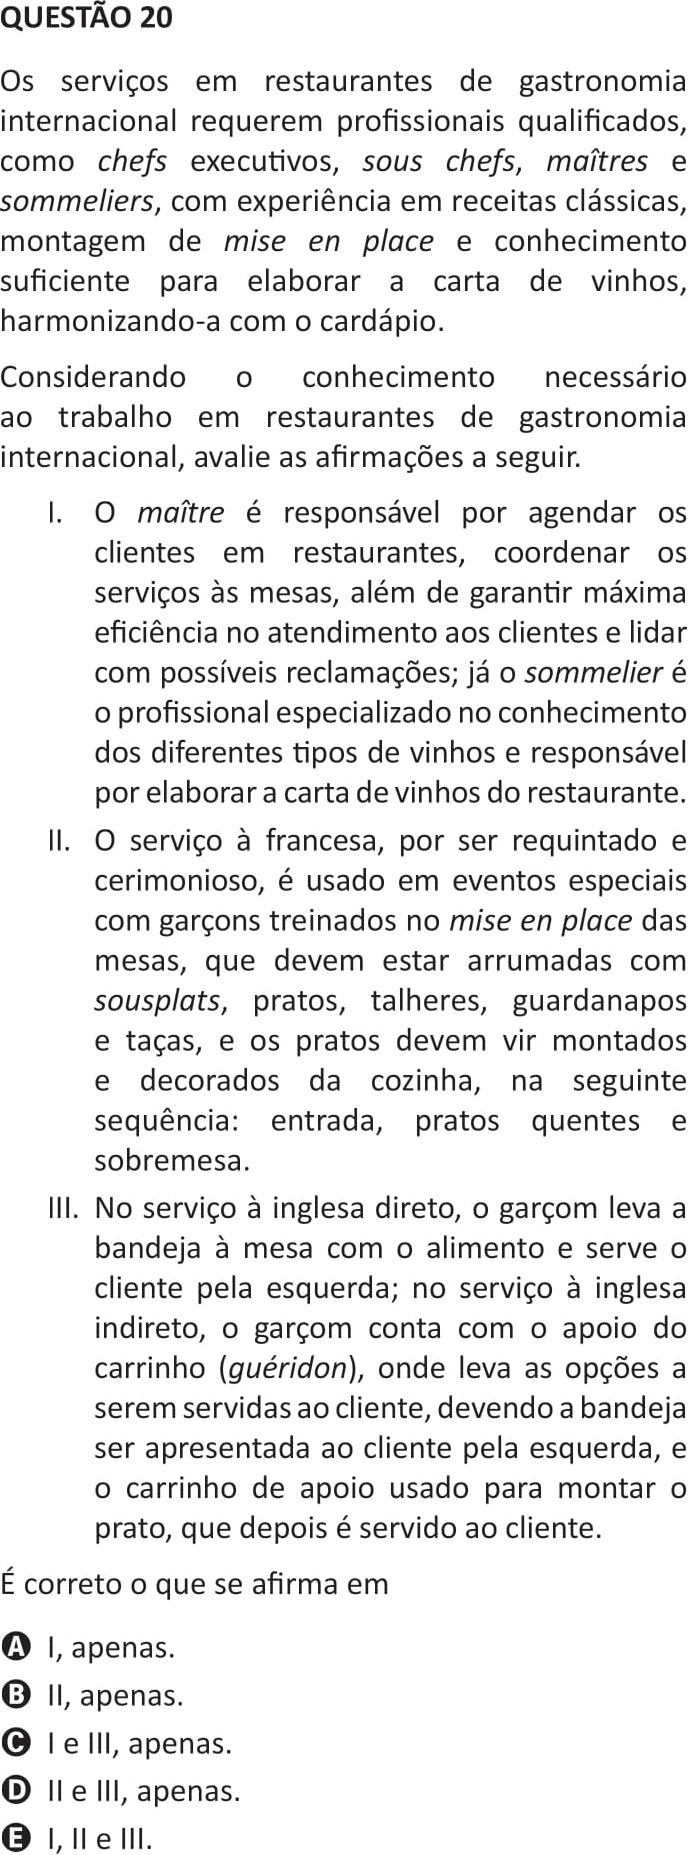 QUESTÃO 20
Os serviços em restaurantes de gastronomia
internacional requerem profissionais qualificados,
como chefs executivos, sous chefs, maîtres e
sommeliers, com experiência em receitas clássicas,
montagem de mise en place e conhecimento
suficiente para elaborar a carta de vinhos,
harmonizando-a com o cardápio.
Considerando o conhecimento necessário
ao trabalho em restaurantes de gastronomia
internacional, avalie as afirmações a seguir.
I. O maître é responsável por agendar os
clientes em restaurantes, coordenar os
serviços às mesas, além de garantir máxima
eficiência no atendimento aos clientes e lidar
com possíveis reclamações; já o sommelier é
o profissional especializado no conhecimento
dos diferentes tipos de vinhos e responsável
por elaborar a carta de vinhos do restaurante.
II. O serviço à francesa, por ser requintado e
cerimonioso, é usado em eventos especiais
com garçons treinados no mise en place das
mesas, que devem estar arrumadas com
sousplats, pratos, talheres, guardanapos
e taças, e os pratos devem vir montados
e decorados da cozinha, na seguinte
sequência: entrada, pratos quentes e
sobremesa.
III. No serviço à inglesa direto, o garçom leva a
bandeja à mesa com o alimento e serve o
cliente pela esquerda; no serviço à inglesa
indireto, o garçom conta com o apoio do
carrinho (guéridon), onde leva as opções a
serem servidas ao cliente, devendo a bandeja
ser apresentada ao cliente pela esquerda, e
o carrinho de apoio usado para montar o
prato, que depois é servido ao cliente.
É correto o que se afirma em
A I, apenas.
B II, apenas.
C I e III, apenas.
D II e III, apenas.
E I, II e III.